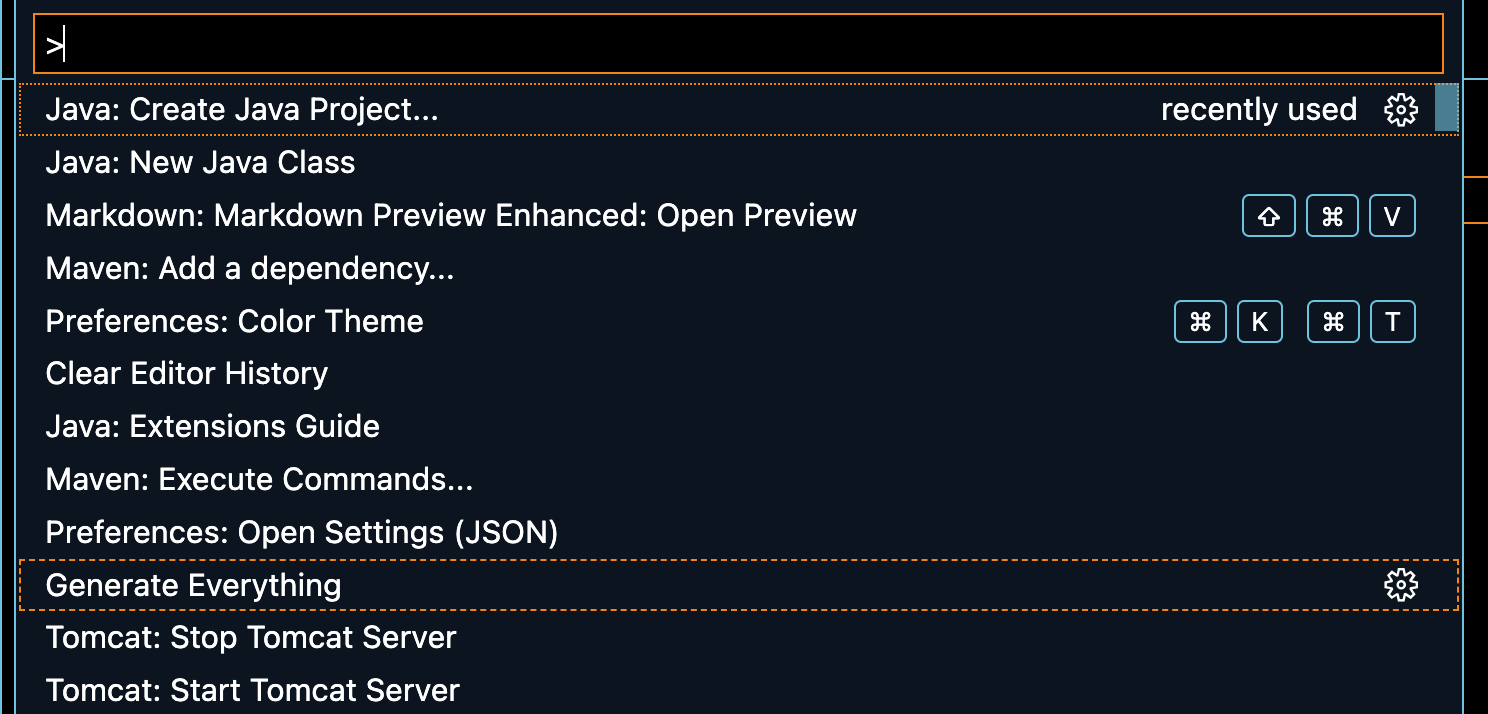 >
Java: Create Java Project... recently used
Java: New Java Class
Markdown: Markdown Preview Enhanced: Open Preview ⇧ ⌘ V
Maven: Add a dependency...
Preferences: Color Theme ⌘ K ⌘ T
Clear Editor History
Java: Extensions Guide
Maven: Execute Commands...
Preferences: Open Settings (JSON)
Generate Everything
Tomcat: Stop Tomcat Server
Tomcat: Start Tomcat Server